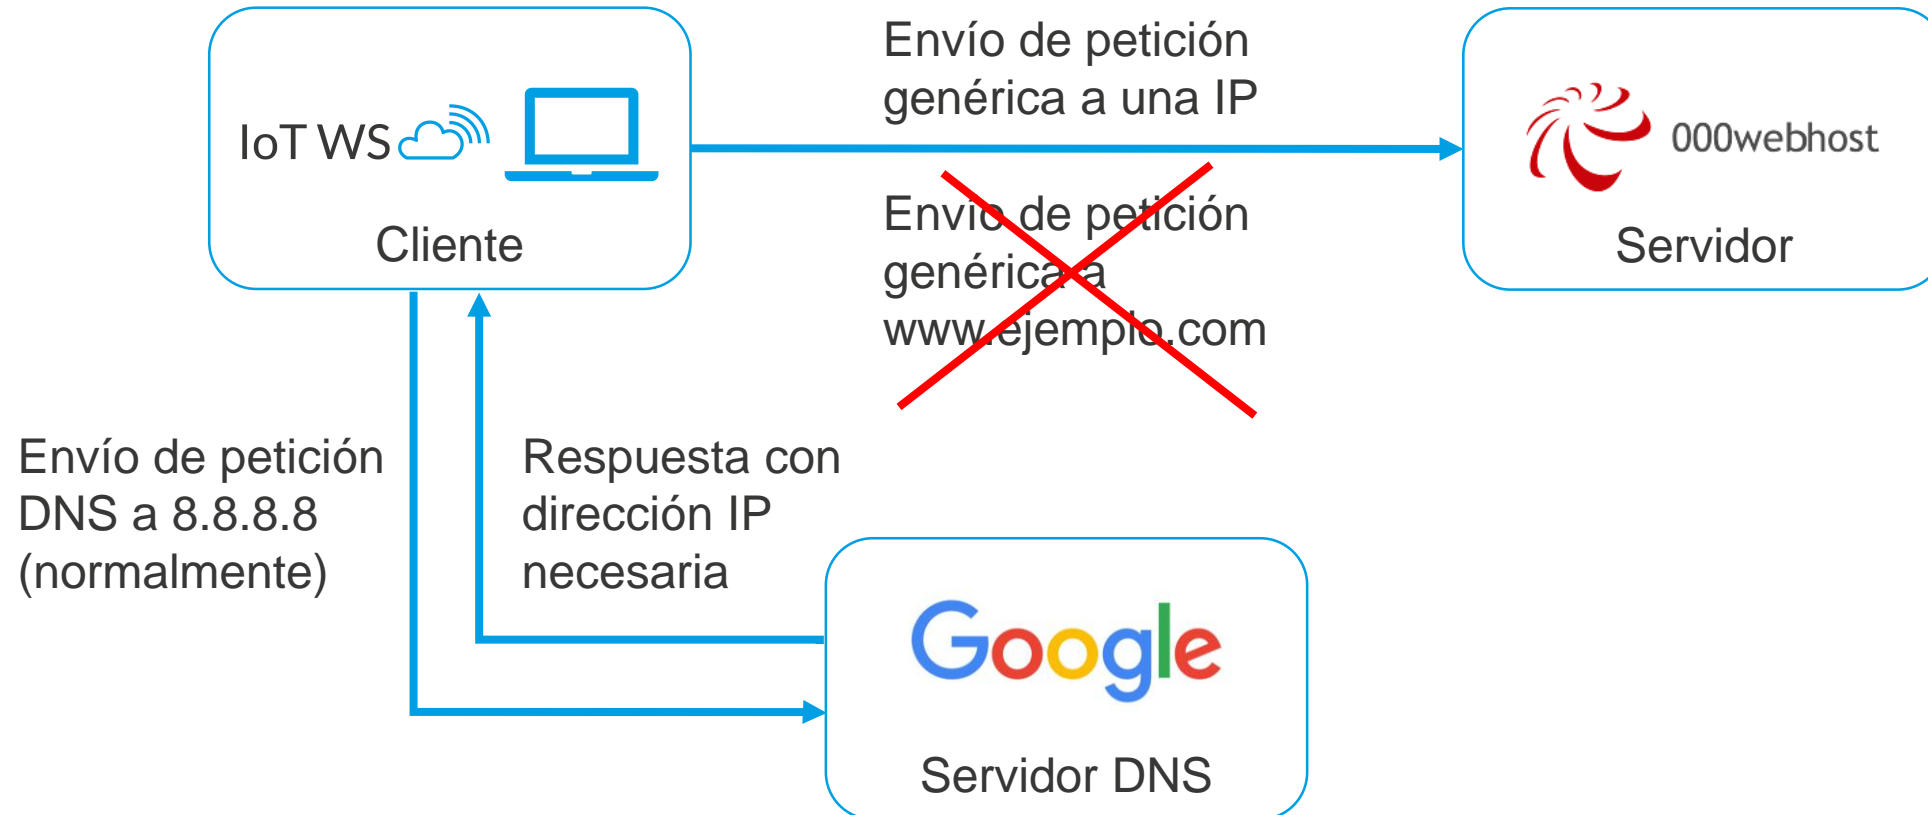 IoT WS
Cliente
Envío de petición
genérica a una IP
Envío de petición
genérica a
www.ejemplo.com
000webhost
Servidor
Envío de petición
DNS a 8.8.8.8
(normalmente)
Respuesta con
dirección IP
necesaria
Google
Servidor DNS